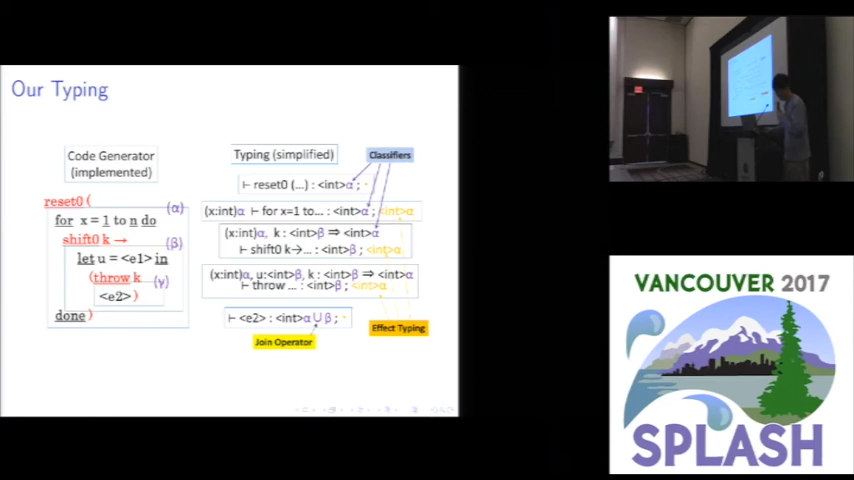 Our Typing
Code Generator
(implemented)
reset0 (
(α)
for x = 1 to n do
shift0 k →
(β)
let u = <e1> in
(throw k
(γ)
<e2> )
done )
Typing (simplified)
Classifiers
⊢ reset0 (...) : <int>α ; ·
(x:int)α ⊢ for x=1 to... : <int>α ; <int>α
(x:int)α, k : <int>β ⇒ <int>α
⊢ shift0 k→... : <int>β ; <int>α
(x:int)α, u:<int>β, k : <int>β ⇒ <int>α
⊢ throw ... : <int>β ; <int>α
⊢ <e2> : <int>α ∪ β ; ·
Join Operator
Effect Typing
VANCOUVER 2017
SPLASH